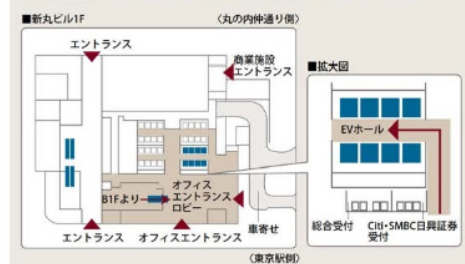 ■新丸ビル1F
〈丸の内仲通り側〉
エントランス
商業施設
エントランス
B1Fより
オフィス
エントランス
ロビー
車寄せ
エントランス
オフィスエントランス
〈東京駅側〉
■拡大図
EVホール
総合受付
Citi・SMBC日興証券
受付